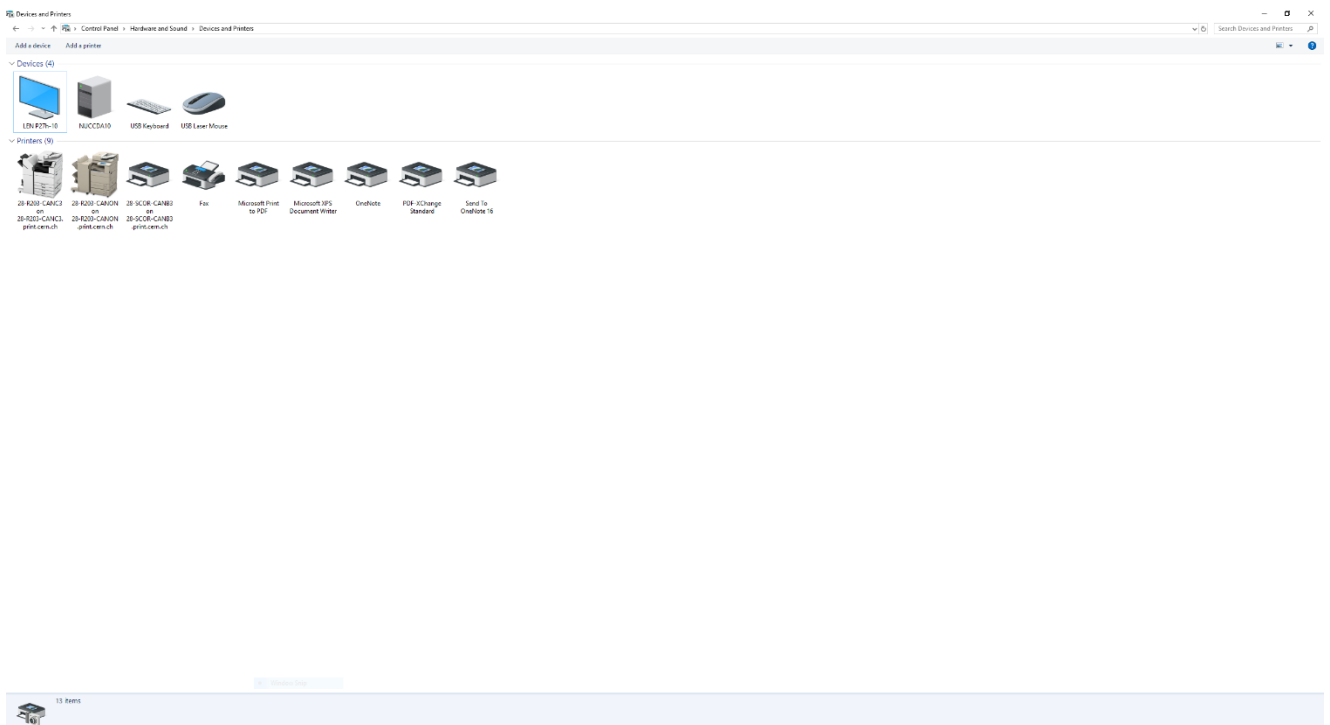 Devices and Printers
Control Panel › Hardware and Sound › Devices and Printers
Search Devices and Printers
Add a device Add a printer
Devices (4)
LEN P27h-10 NUCCDA10 USB Keyboard USB Laser Mouse
Printers (9)
28-R203-CANC3 28-R203-CANON 28-SCOR-CANB3 Fax Microsoft Print Microsoft XPS OneNote PDF-XChange Send To
on on on to PDF Document Writer Standard OneNote 16
28-R203-CANC3. 28-R203-CANON 28-SCOR-CANB3
print.cern.ch .print.cern.ch .print.cern.ch
13 items